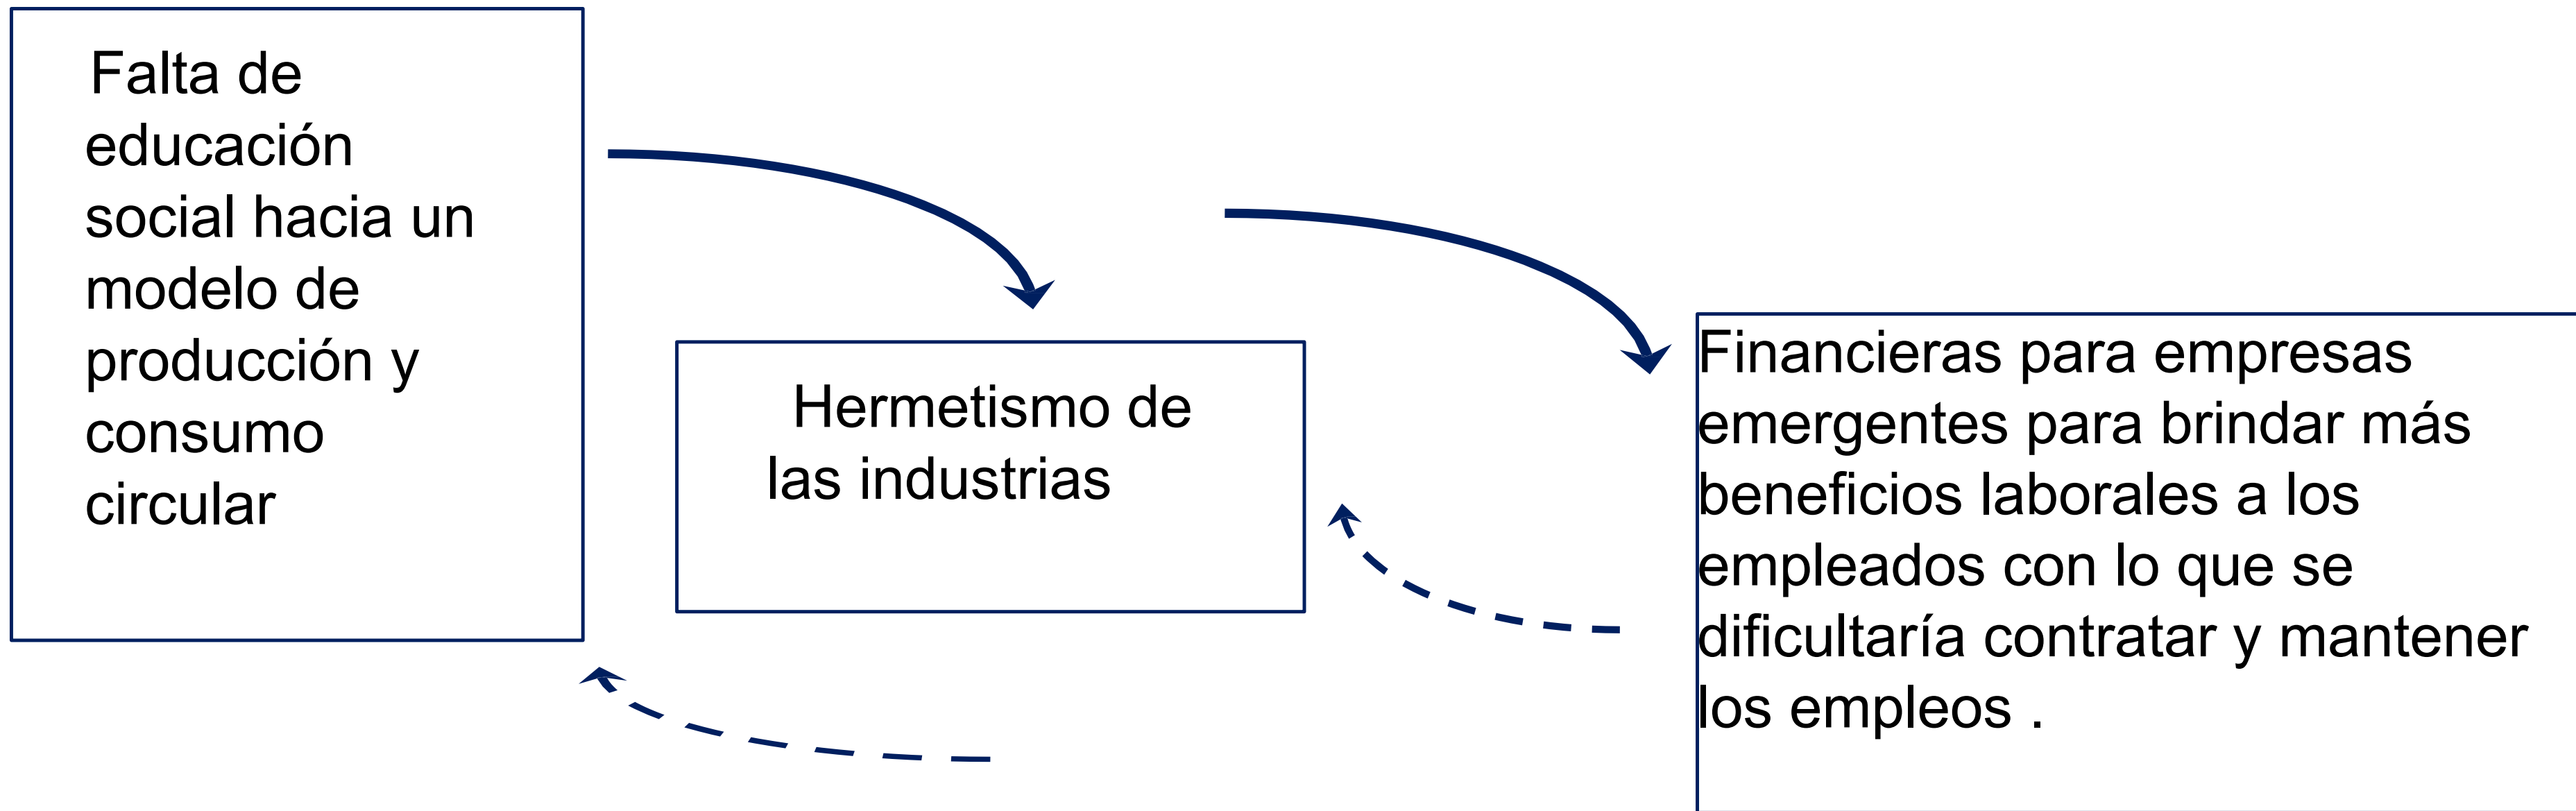 Falta de
educación
social hacia un
modelo de
producción y
consumo
circular
Hermetismo de
las industrias
Financieras para empresas
emergentes para brindar más
beneficios laborales a los
empleados con lo que se
dificultaría contratar y mantener
los empleos .